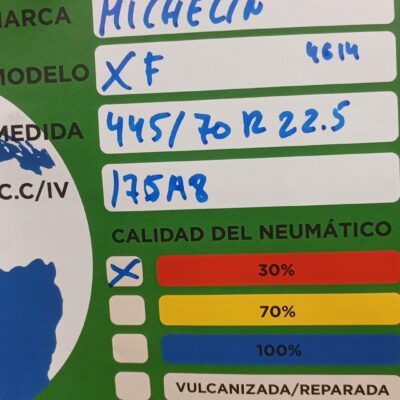 MARCA MICHELIN
MODELO XF 4614
MEDIDA 445/70 R 22.5
C.C/IV 175A8
CALIDAD DEL NEUMÁTICO
X 30%
70%
100%
VULCANIZADA/REPARADA